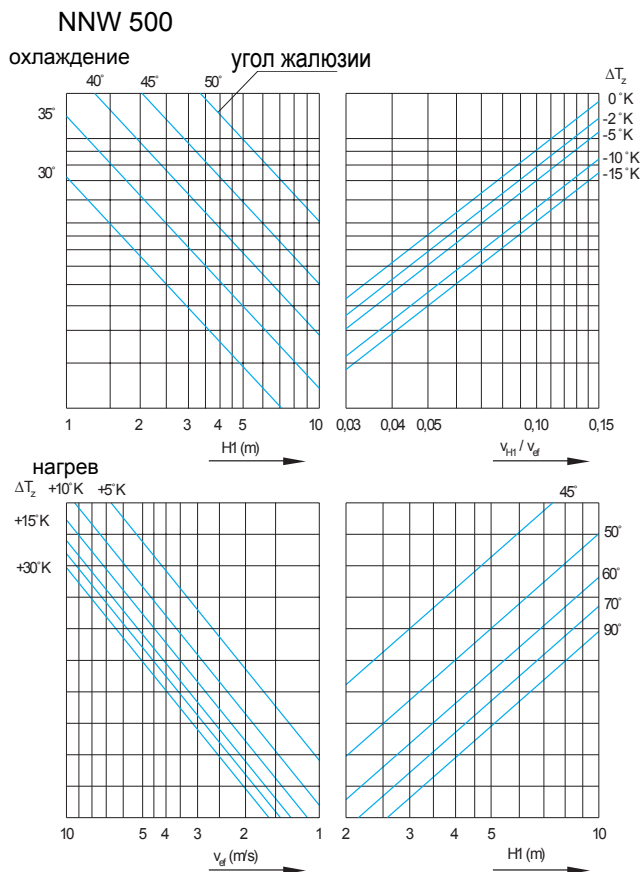 NNW 500
охлаждение
угол жалюзии
40° 45° 50°
35°
30°
ΔTz
0°K
-2°K
-5°K
-10°K
-15°K
1 2 3 4 5 10
H1 (m)
0,03 0,04 0,05 0,10 0,15
vH1 / vef
нагрев
ΔTz +10°K +5°K
+15°K
+30°K
45°
50°
60°
70°
90°
10 5 4 3 2 1
vef (m/s)
2 3 4 5 10
H1 (m)